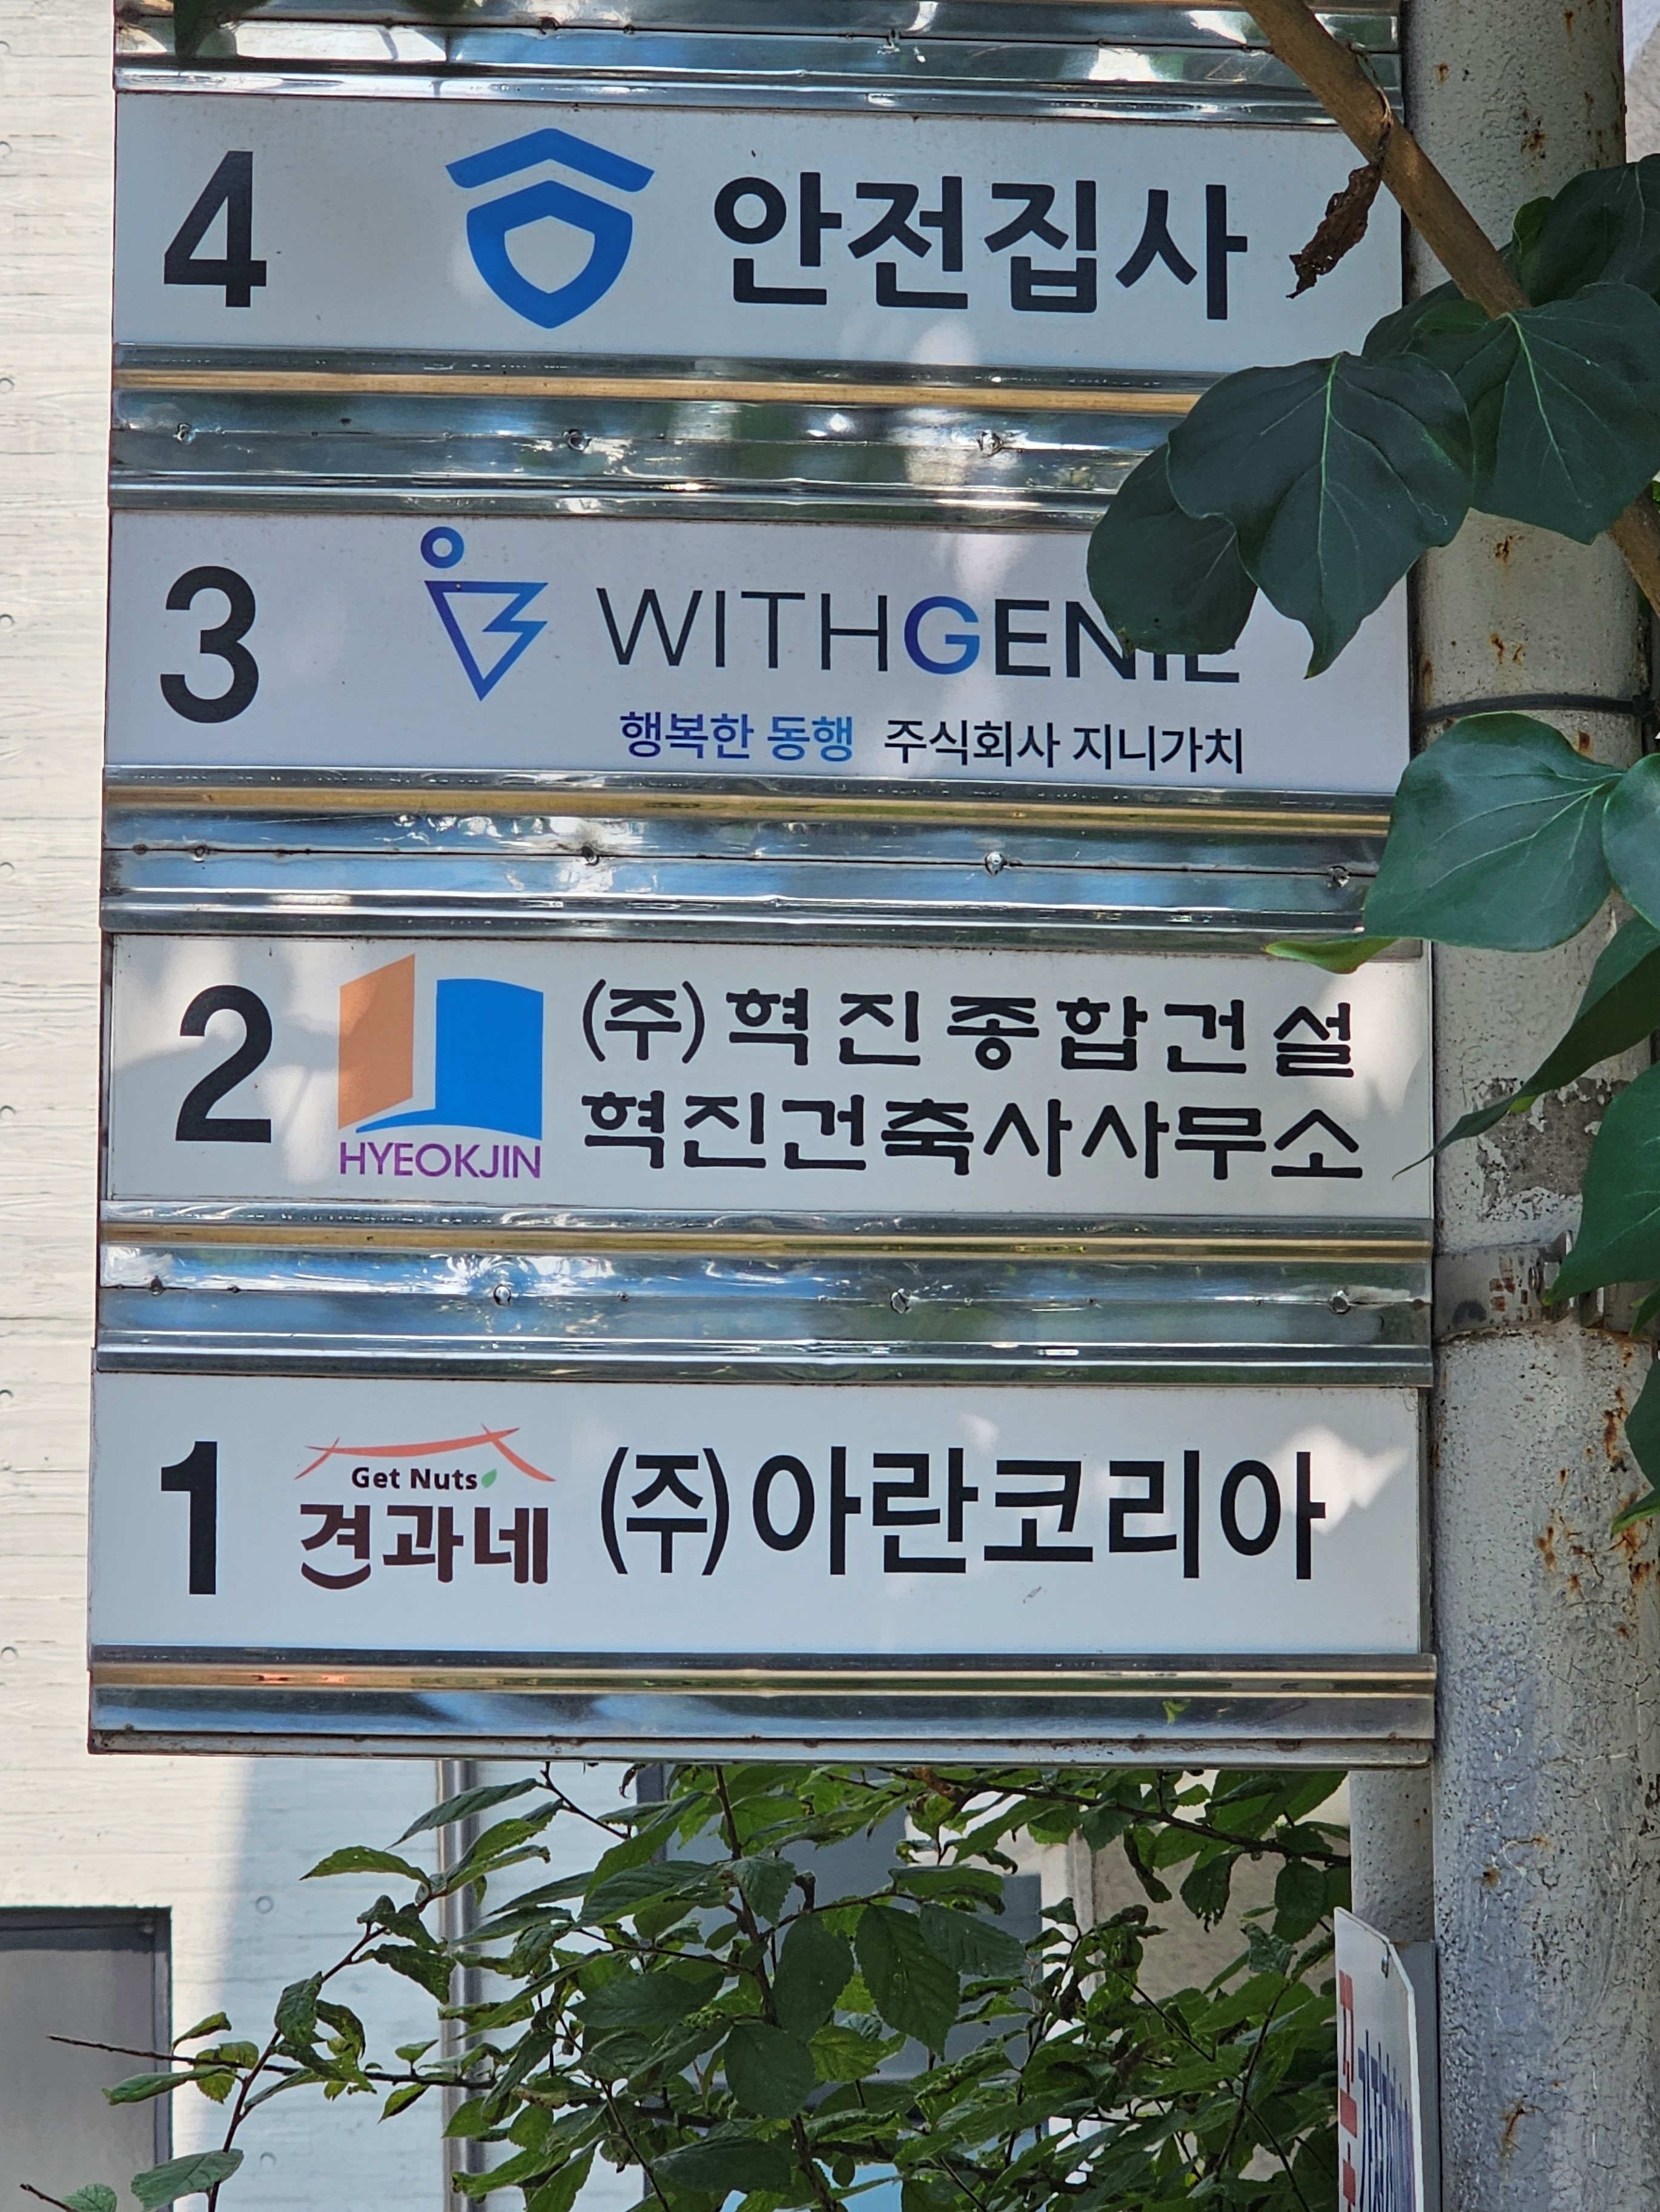 4 안전집사
3 WITHGENIE
행복한 동행 주식회사 지니가치
2 HYEOKJIN (주)혁진종합건설
혁진건축사사무소
1 Get Nuts
견과네 (주)아란코리아